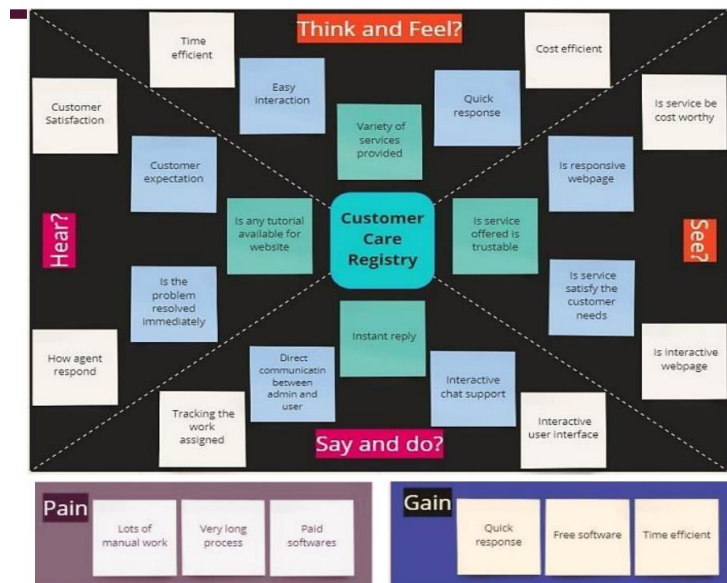 Think and Feel?
Time
efficient
Cost efficient
Easy
interaction
Quick
response
Variety of
services
provided
Customer
Satisfaction
Customer
expectation
Is any tutorial
available for
website
Hear?
Is the
problem
resolved
immediately
How agent
respond
Customer
Care
Registry
Is service be
cost worthy
Is responsive
webpage
Is service
offered is
trustable
See?
Is service
satisfy the
customer
needs
Is interactive
webpage
Instant reply
Direct
communicatin
between
admin and
user
Interactive
chat support
Tracking the
work
assigned
Interactive
user interface
Say and do?
Pain
Lots of
manual work
Very long
process
Paid
softwares
Gain
Quick
response
Free software
Time efficient